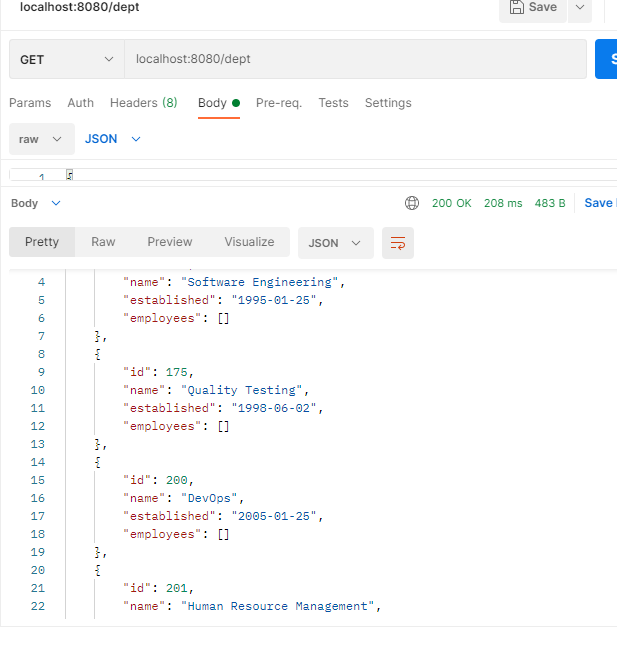 localhost:8080/dept
Save
GET
localhost:8080/dept
Params Auth Headers (8) Body Pre-req. Tests Settings
raw JSON
1 [
Body 200 OK 208 ms 483 B Save
Pretty Raw Preview Visualize JSON
4 "name": "Software Engineering",
5 "established": "1995-01-25",
6 "employees": []
7 },
8 {
9 "id": 175,
10 "name": "Quality Testing",
11 "established": "1998-06-02",
12 "employees": []
13 },
14 {
15 "id": 200,
16 "name": "DevOps",
17 "established": "2005-01-25",
18 "employees": []
19 },
20 {
21 "id": 201,
22 "name": "Human Resource Management",